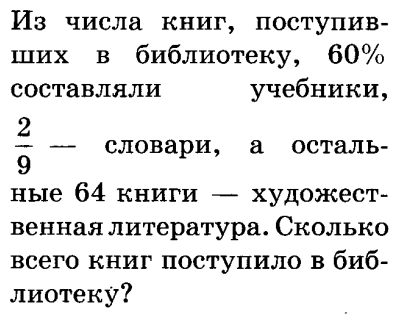 Из числа книг, поступив-
ших в библиотеку, 60%
составляли учебники,
2/9 — словари, а осталь-
ные 64 книги — художест-
венная литература. Сколько
всего книг поступило в биб-
лиотеку?